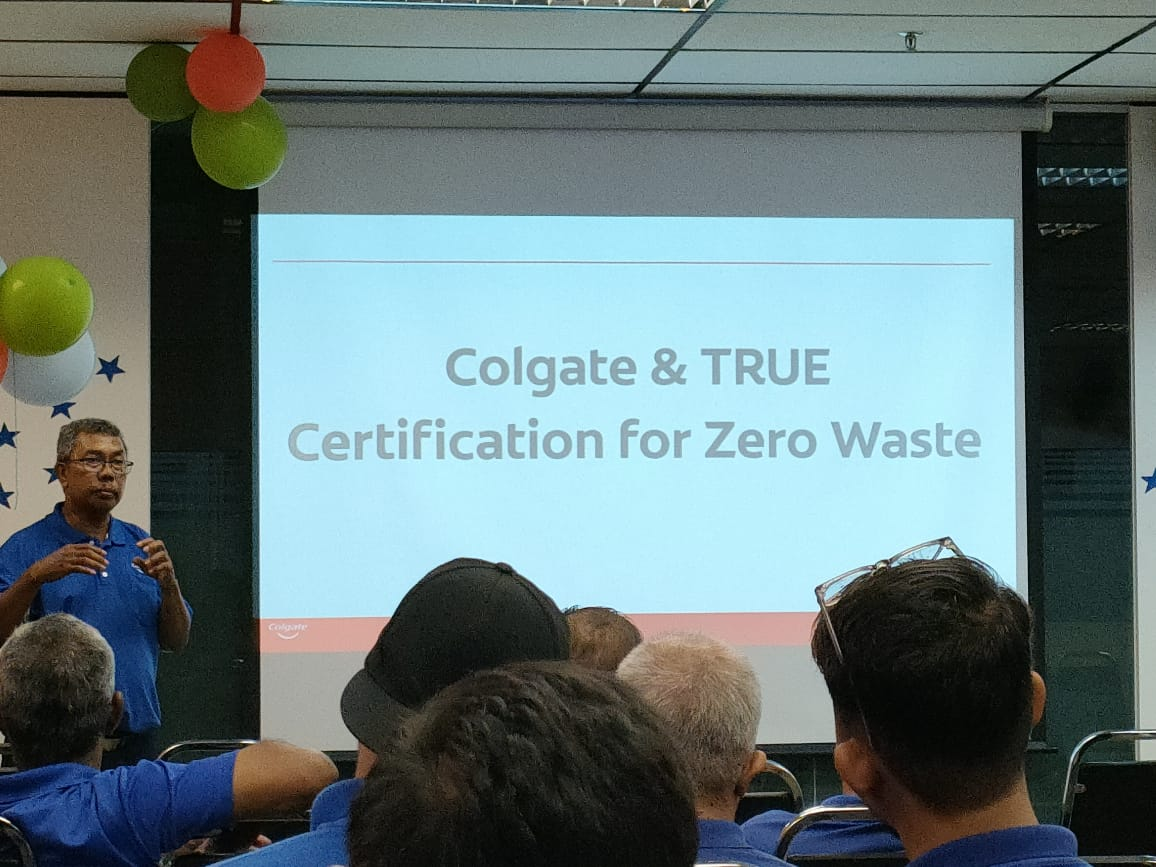 Colgate & TRUE
Certification for Zero Waste
Colgate